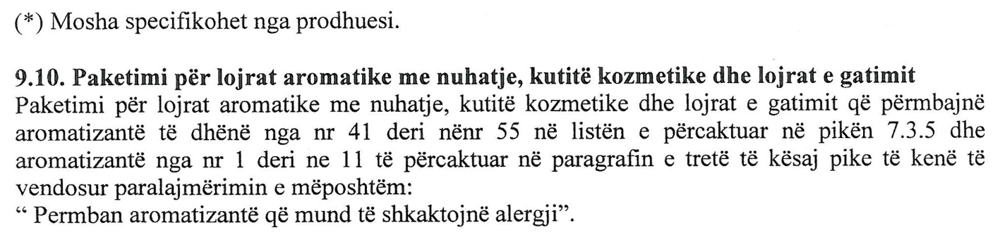 (*) Mosha specifikohet nga prodhuesi.
9.10. Paketimi për lojrat aromatike me nuhatje, kutitë kozmetike dhe lojrat e gatimit
Paketimi për lojrat aromatike me nuhatje, kutitë kozmetike dhe lojrat e gatimit që përmbajnë
aromatizantë të dhënë nga nr 41 deri nënr 55 në listën e përcaktuar në pikën 7.3.5 dhe
aromatizantë nga nr 1 deri ne 11 të përcaktuar në paragrafin e tretë të kësaj pike të kenë të
vendosur paralajmërimin e mëposhtëm:
“ Permban aromatizantë që mund të shkaktojnë alergji”.